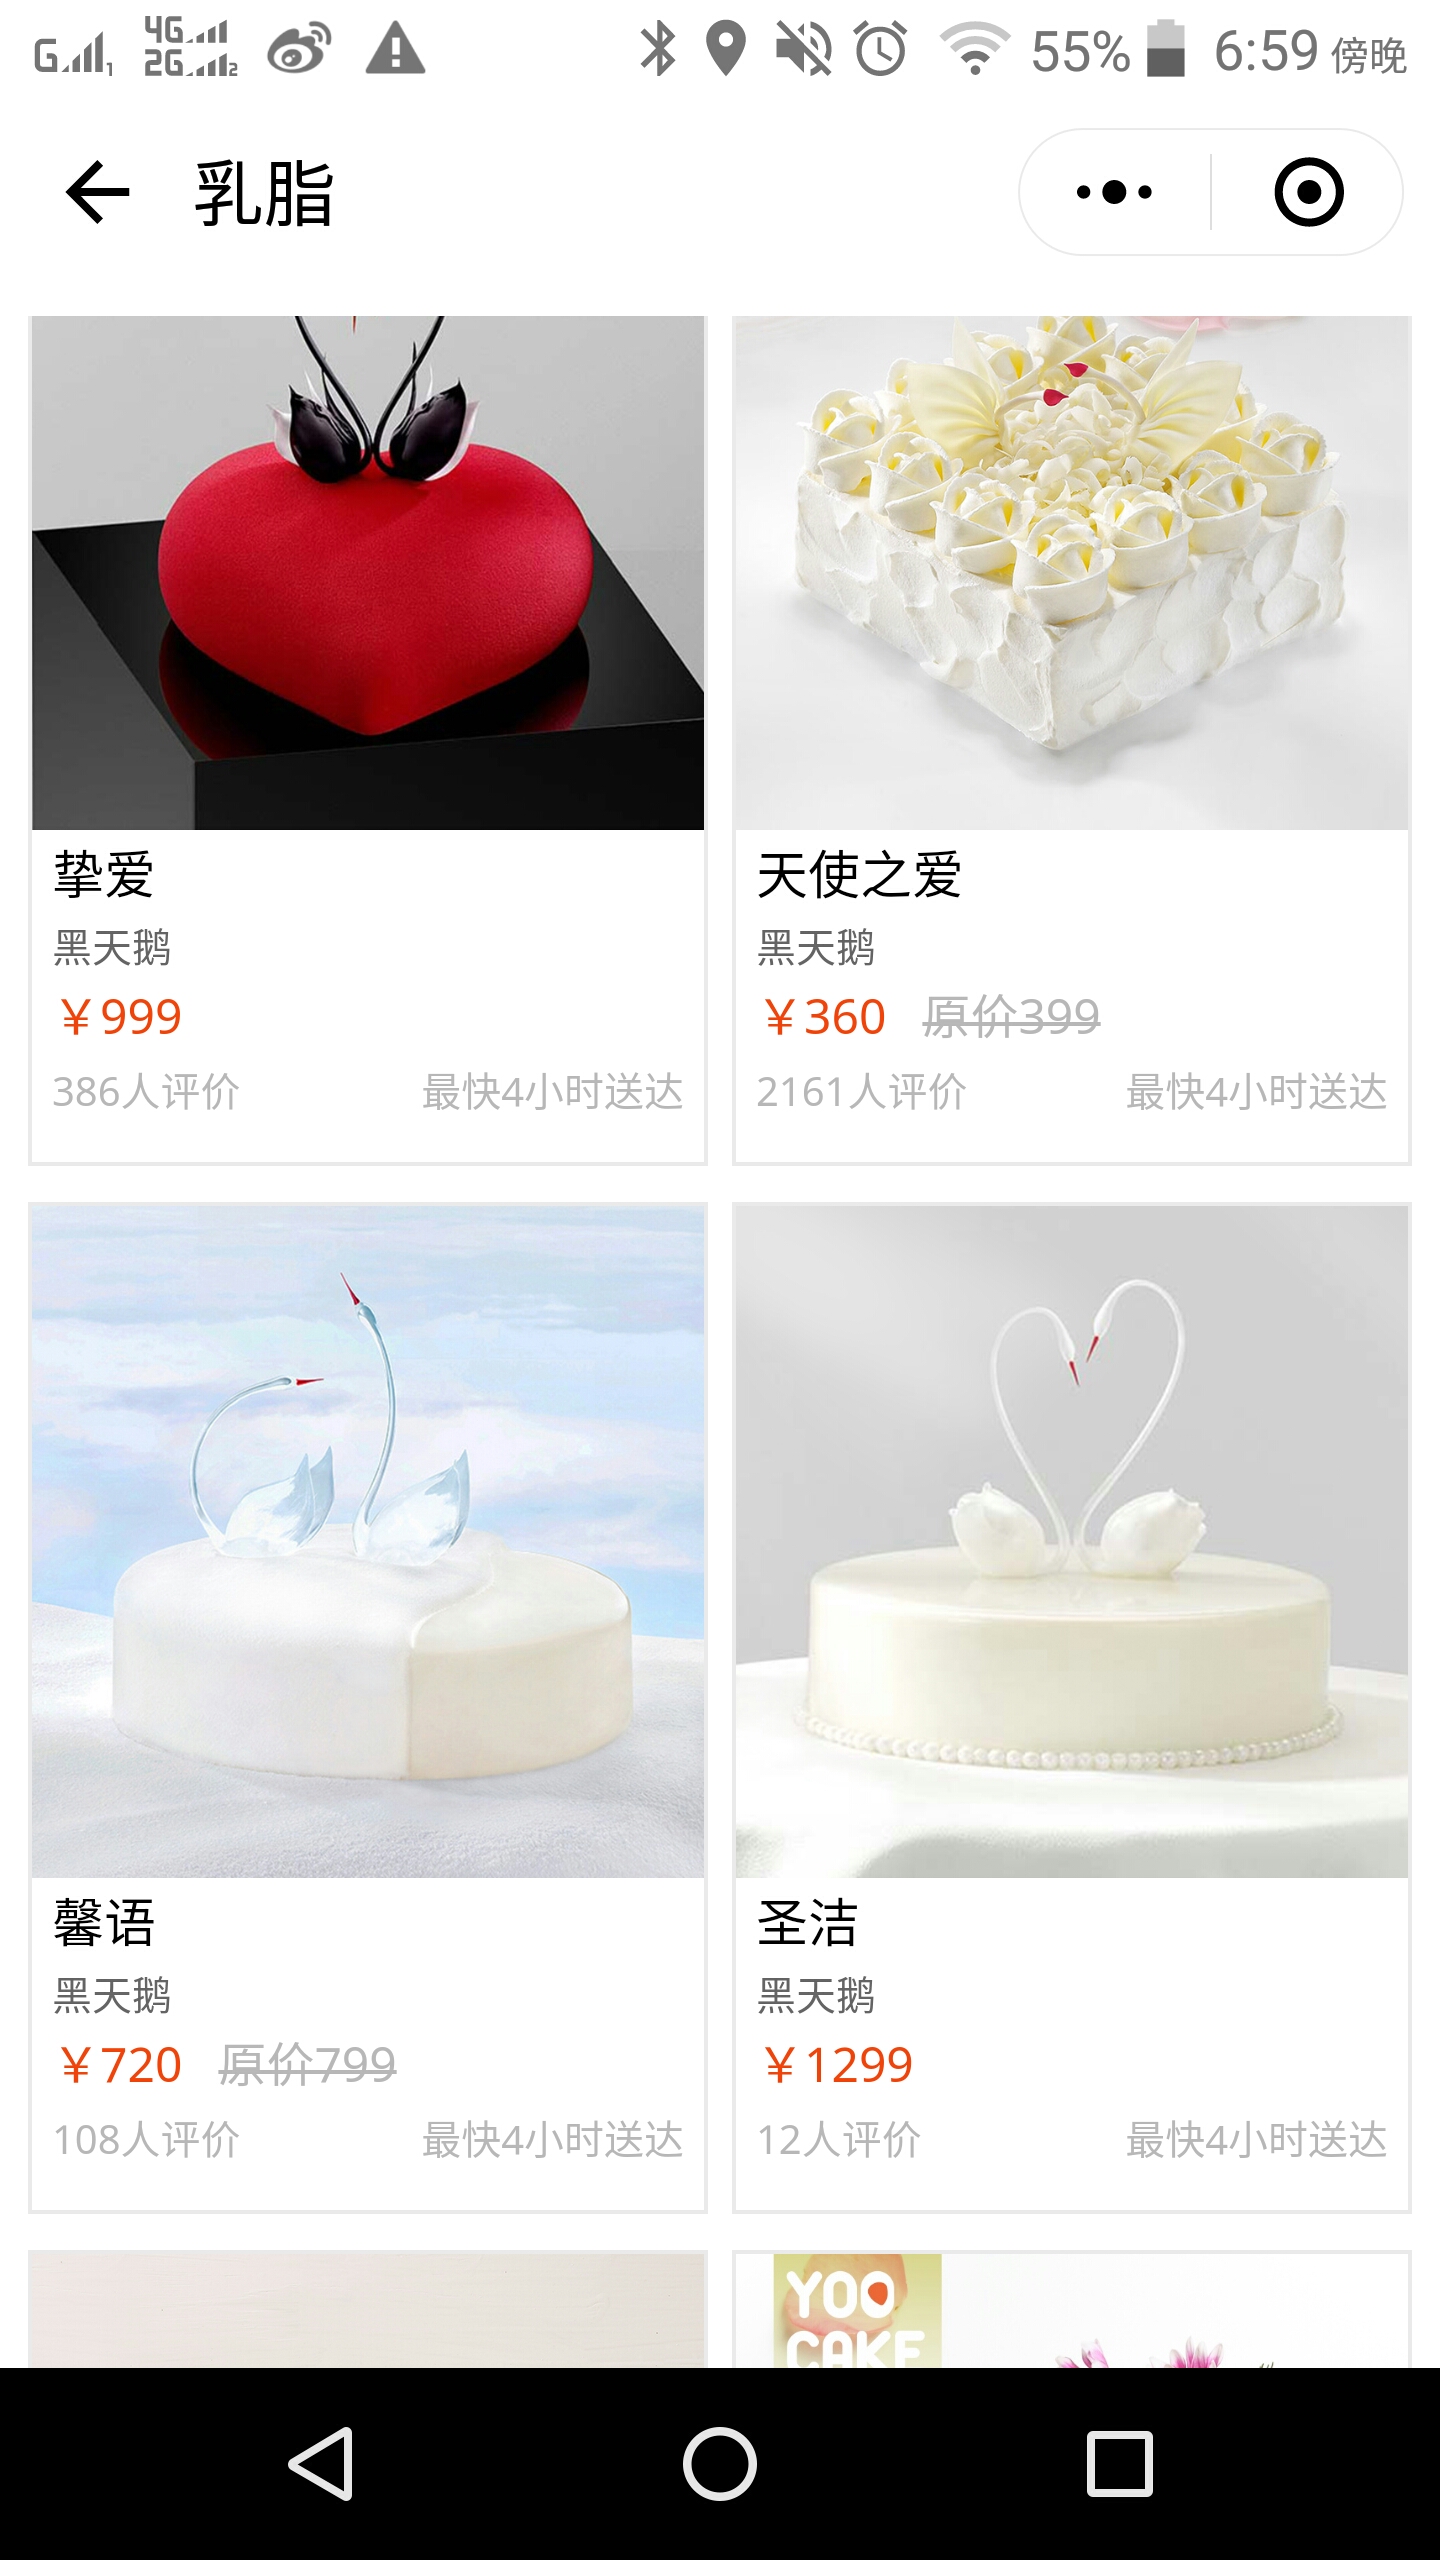 G 1 4G 2G 2 55% 6:59 傍晚
乳脂
挚爱
黑天鹅
￥999
386人评价 最快4小时送达
天使之爱
黑天鹅
￥360 原价399
2161人评价 最快4小时送达
馨语
黑天鹅
￥720 原价799
108人评价 最快4小时送达
圣洁
黑天鹅
￥1299
12人评价 最快4小时送达
YOO
CAKE